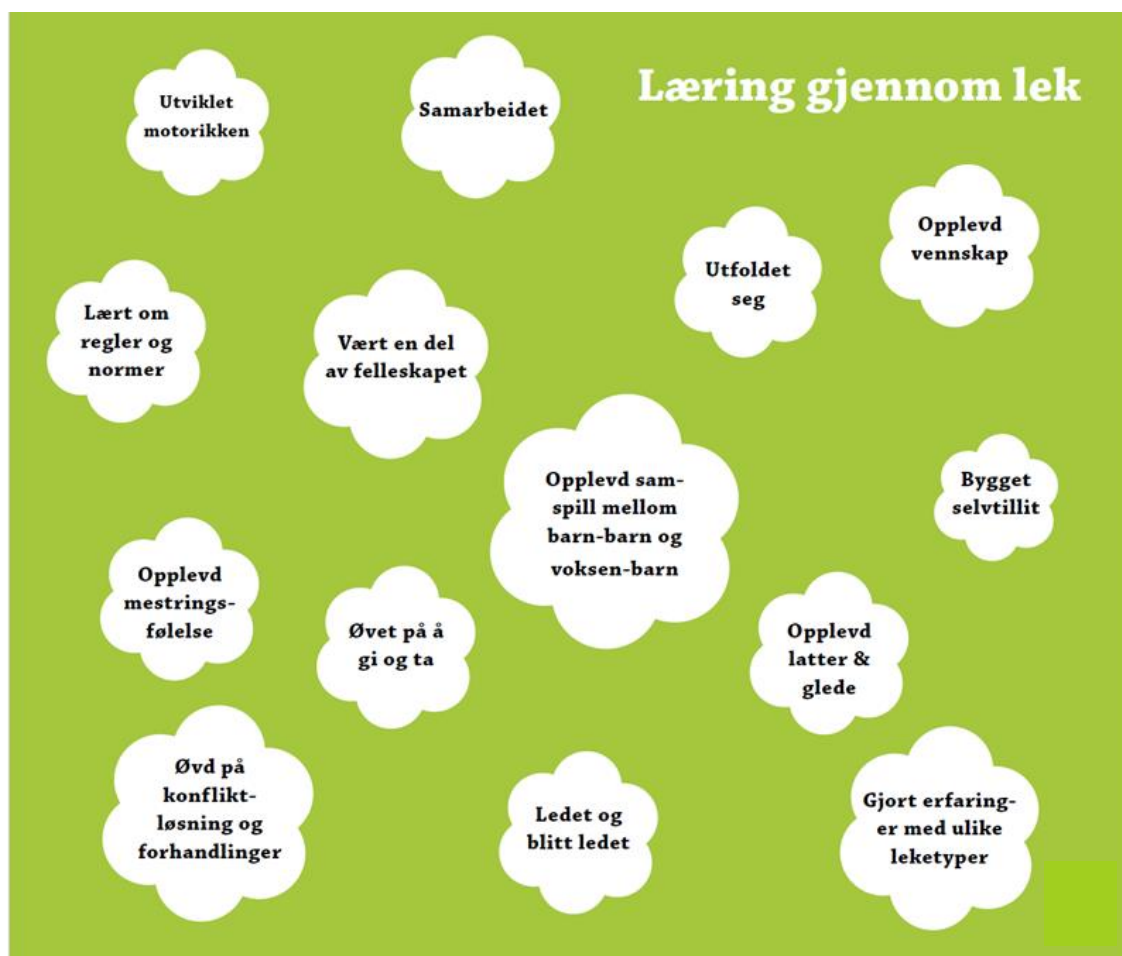 Læring gjennom lek
Utviklet
motorikken
Samarbeidet
Opplevd
vennskap
Utfoldet
seg
Lært om
regler og
normer
Vært en del
av felleskapet
Opplevd sam-
spill mellom
barn-barn og
voksen-barn
Bygget
selvtillit
Opplevd
mestrings-
følelse
Øvet på å
gi og ta
Opplevd
latter &
glede
Øvd på
konflikt-
løsning og
forhandlinger
Ledet og
blitt ledet
Gjort erfaring-
er med ulike
leketyper